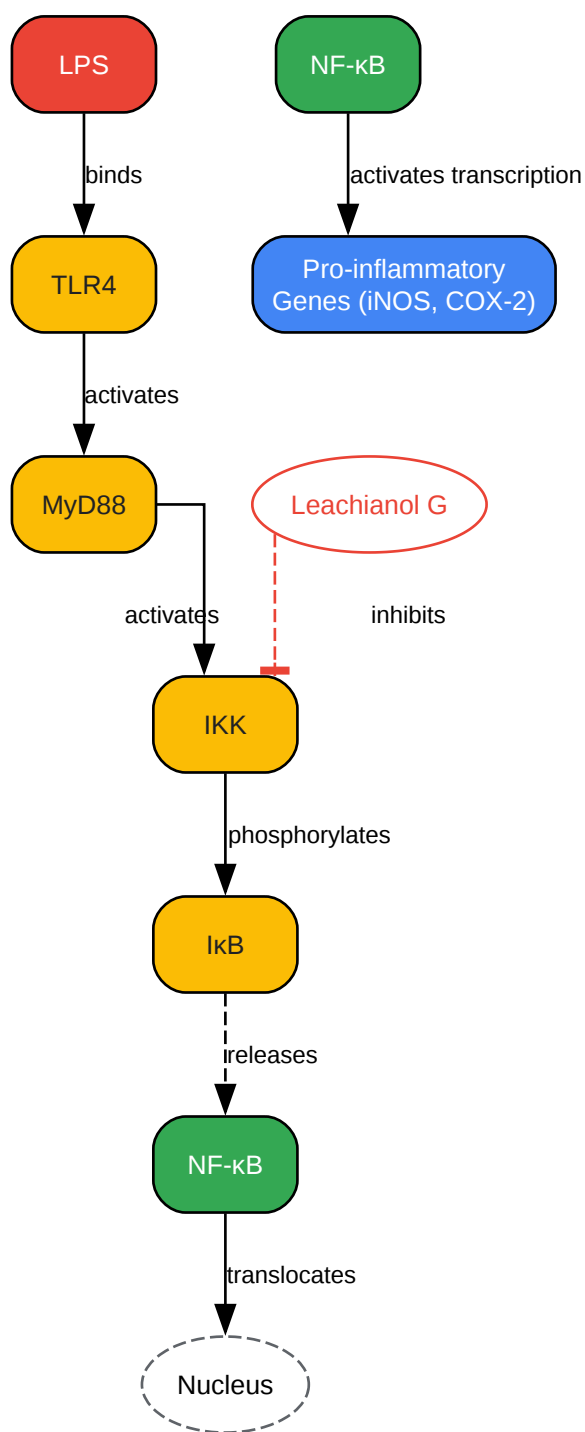 LPS
NF-κB
binds
activates transcription
TLR4
Pro-inflammatory
Genes (iNOS, COX-2)
activates
MyD88
Leachianol G
activates
inhibits
IKK
phosphorylates
IκB
releases
NF-κB
translocates
Nucleus